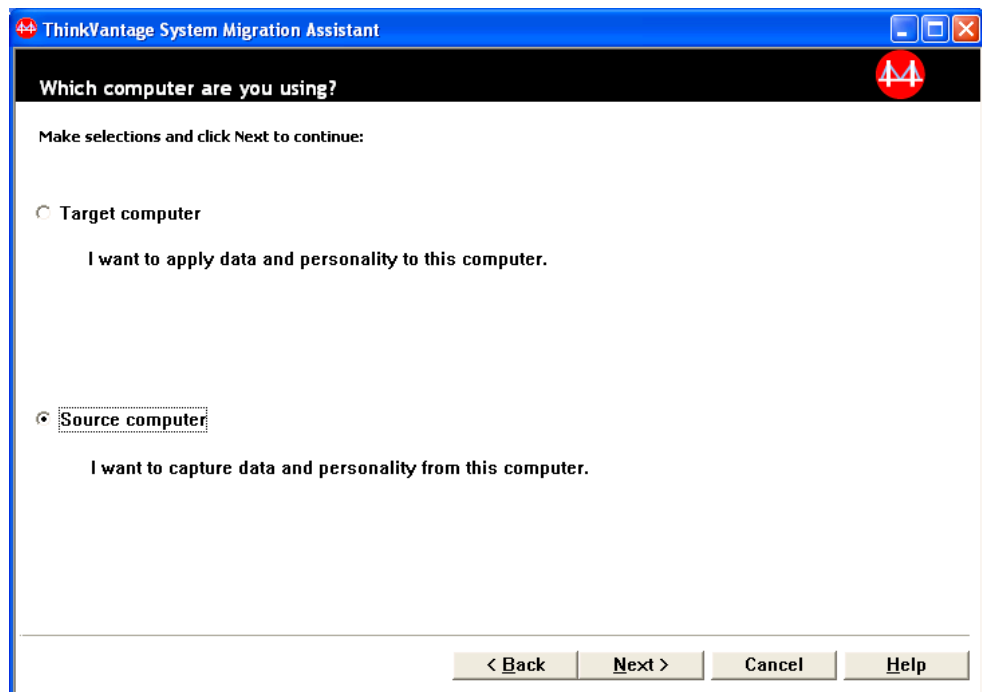 ThinkVantage System Migration Assistant
Which computer are you using?
Make selections and click Next to continue:
Target computer
I want to apply data and personality to this computer.
Source computer
I want to capture data and personality from this computer.
< Back Next > Cancel Help